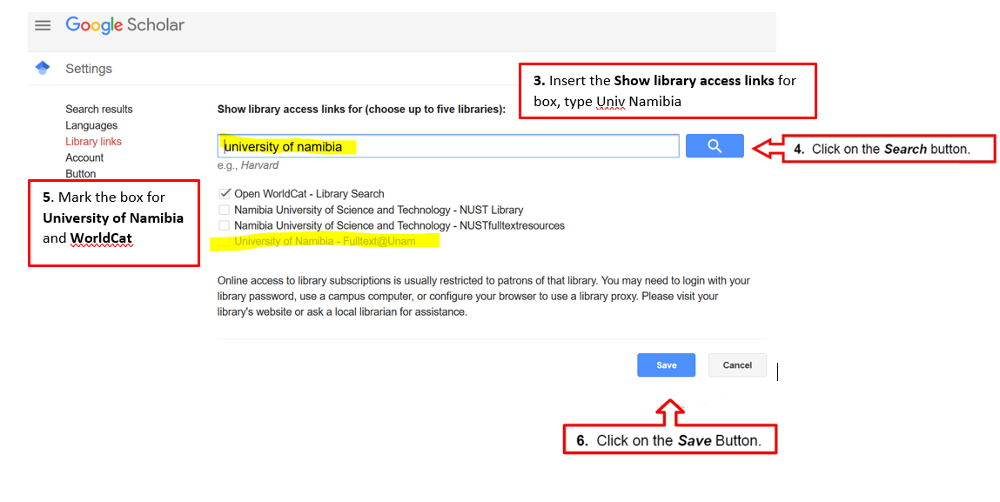 Google Scholar
Settings
3. Insert the Show library access links for
box, type Univ Namibia
Search results
Languages
Library links
Account
Button
Show library access links for (choose up to five libraries):
university of namibia
e.g., Harvard
4. Click on the Search button.
5. Mark the box for
University of Namibia
and WorldCat
Open WorldCat - Library Search
Namibia University of Science and Technology - NUST Library
Namibia University of Science and Technology - NUSTfulltextresources
University of Namibia - Fulltext@Unam
Online access to library subscriptions is usually restricted to patrons of that library. You may need to login with your
library password, use a campus computer, or configure your browser to use a library proxy. Please visit your
library's website or ask a local librarian for assistance.
Save
Cancel
6. Click on the Save Button.